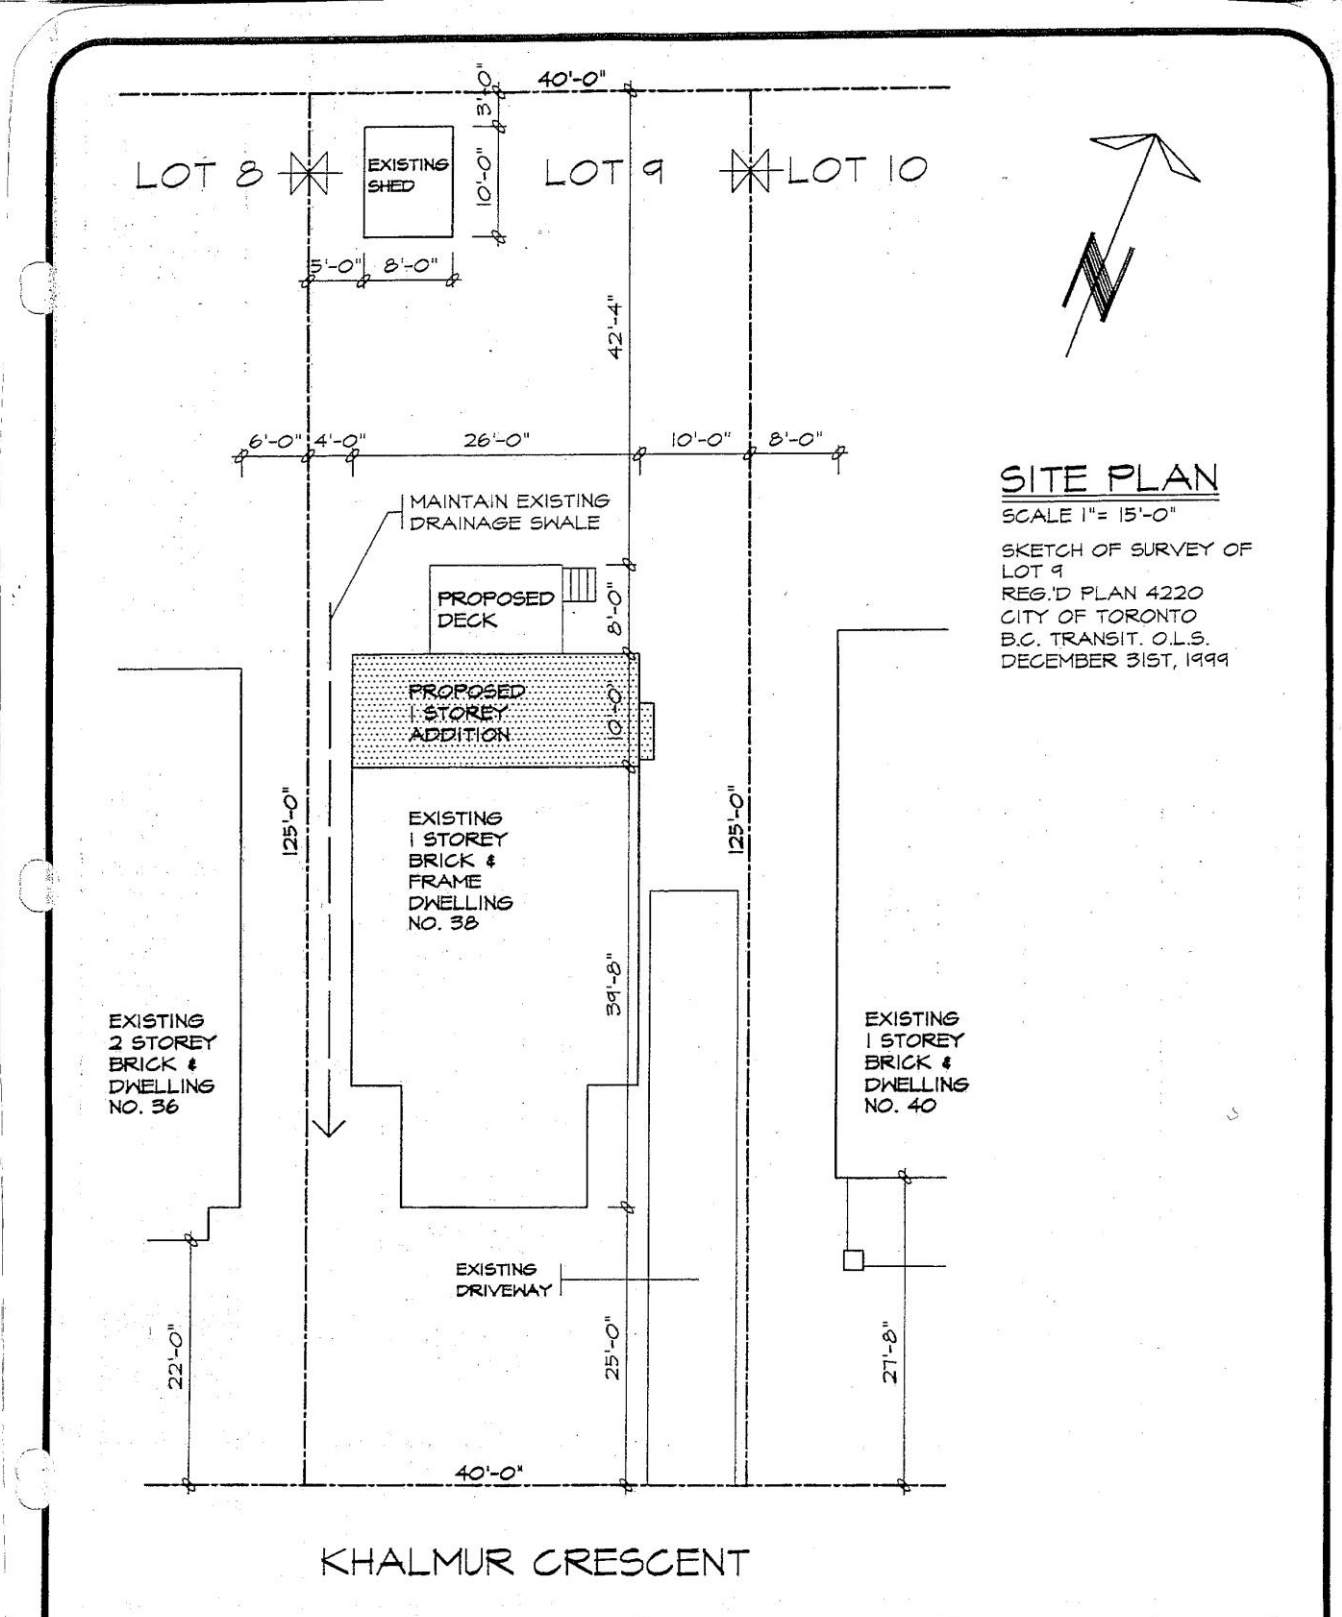 40'-0"
3'-0"
LOT 8
EXISTING
SHED
10'-0"
LOT 9
LOT 10
5'-0"
8'-0"
42'-4"
N
6'-0"
4'-0"
26'-0"
10'-0"
8'-0"
SITE PLAN
SCALE 1"= 15'-0"
SKETCH OF SURVEY OF
LOT 9
REG.'D PLAN 4220
CITY OF TORONTO
B.C. TRANSIT. O.L.S.
DECEMBER 31ST, 1999
MAINTAIN EXISTING
DRAINAGE SWALE
PROPOSED
DECK
8'-0"
PROPOSED
1 STOREY
ADDITION
10'-0"
125'-0"
125'-0"
EXISTING
1 STOREY
BRICK &
FRAME
DWELLING
NO. 38
39'-8"
EXISTING
2 STOREY
BRICK &
DWELLING
NO. 36
EXISTING
1 STOREY
BRICK &
DWELLING
NO. 40
EXISTING
DRIVEWAY
22'-0"
25'-0"
27'-8"
40'-0"
KHALMUR CRESCENT